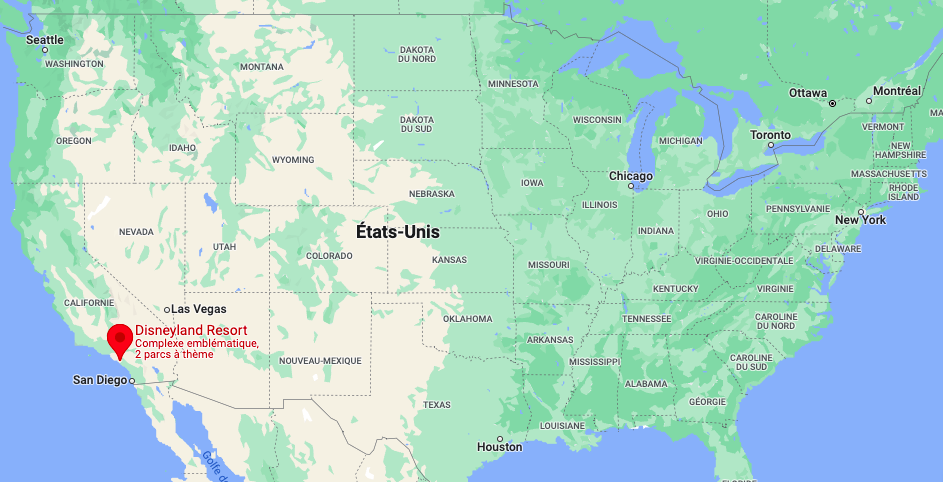 Seattle
WASHINGTON
MONTANA
DAKOTA
DU NORD
MINNESOTA
Ottawa
Montréal
OREGON
IDAHO
WYOMING
DAKOTA
DU SUD
WISCONSIN
MICHIGAN
Toronto
VERMONT
NEW
HAMPSHIRE
MASSACHUSETTS
RHODE
ISLAND
NEBRASKA
IOWA
Chicago
ILLINOIS
INDIANA
OHIO
PENNSYLVANIE
New York
NEVADA
UTAH
COLORADO
États-Unis
KANSAS
MISSOURI
VIRGINIE-OCCIDENTALE
DELAWARE
KENTUCKY
VIRGINIE
CALIFORNIE
Las Vegas
Disneyland Resort
Complexe emblématique,
2 parcs à thème
San Diego
NOUVEAU-MEXIQUE
OKLAHOMA
ARKANSAS
TENNESSEE
CAROLINE
DU NORD
CAROLINE
DU SUD
MISSISSIPPI
ALABAMA
GÉORGIE
TEXAS
LOUISIANE
Houston
Golfe de